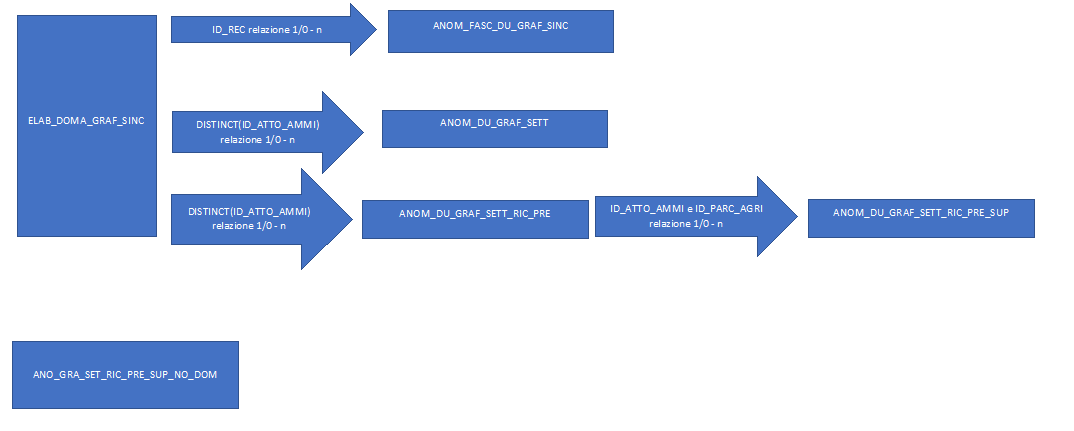 ELAB_DOMA_GRAF_SINC
ID_REC relazione 1/0 - n
ANOM_FASC_DU_GRAF_SINC
DISTINCT(ID_ATTO_AMMI)
relazione 1/0 - n
ANOM_DU_GRAF_SETT
DISTINCT(ID_ATTO_AMMI)
relazione 1/0 - n
ANOM_DU_GRAF_SETT_RIC_PRE
ID_ATTO_AMMI e ID_PARC_AGRI
relazione 1/0 - n
ANOM_DU_GRAF_SETT_RIC_PRE_SUP
ANO_GRA_SET_RIC_PRE_SUP_NO_DOM